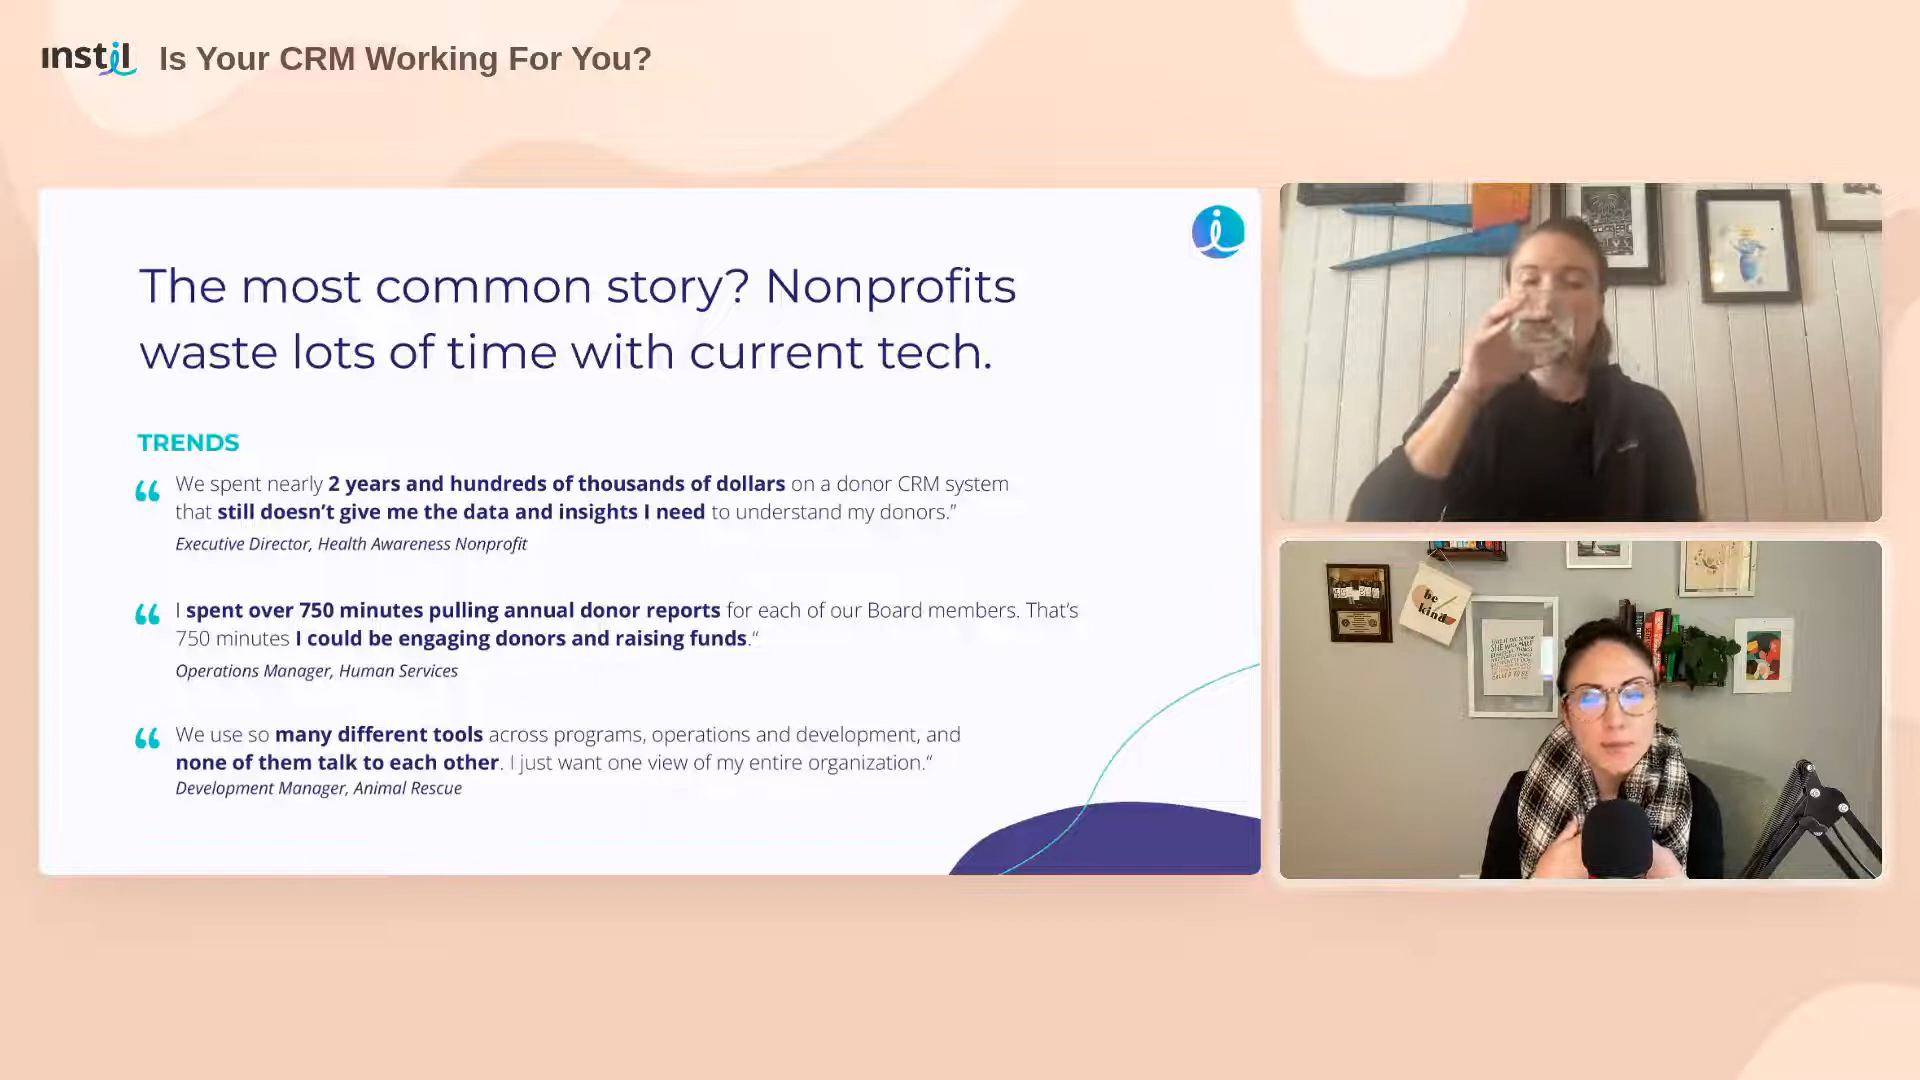 instil Is Your CRM Working For You?
The most common story? Nonprofits
waste lots of time with current tech.
TRENDS
“ We spent nearly 2 years and hundreds of thousands of dollars on a donor CRM system
that still doesn’t give me the data and insights I need to understand my donors.”
Executive Director, Health Awareness Nonprofit
“ I spent over 750 minutes pulling annual donor reports for each of our Board members. That’s
750 minutes I could be engaging donors and raising funds.“
Operations Manager, Human Services
“ We use so many different tools across programs, operations and development, and
none of them talk to each other. I just want one view of my entire organization.“
Development Manager, Animal Rescue
be
kind